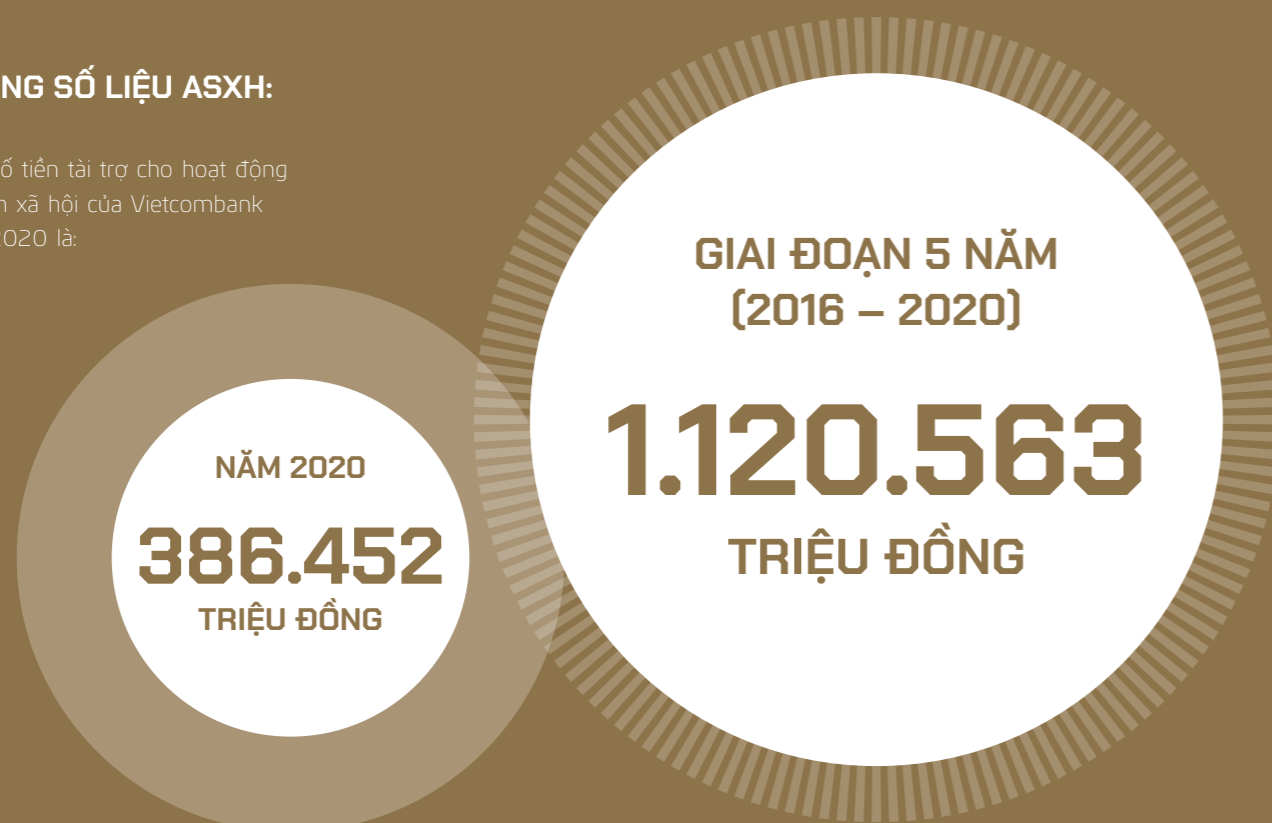 NG SỐ LIỆU ASXH:
ố tiền tài trợ cho hoạt động
h xã hội của Vietcombank
2020 là:
GIAI ĐOẠN 5 NĂM
(2016 – 2020)
1.120.563
TRIỆU ĐỒNG
NĂM 2020
386.452
TRIỆU ĐỒNG